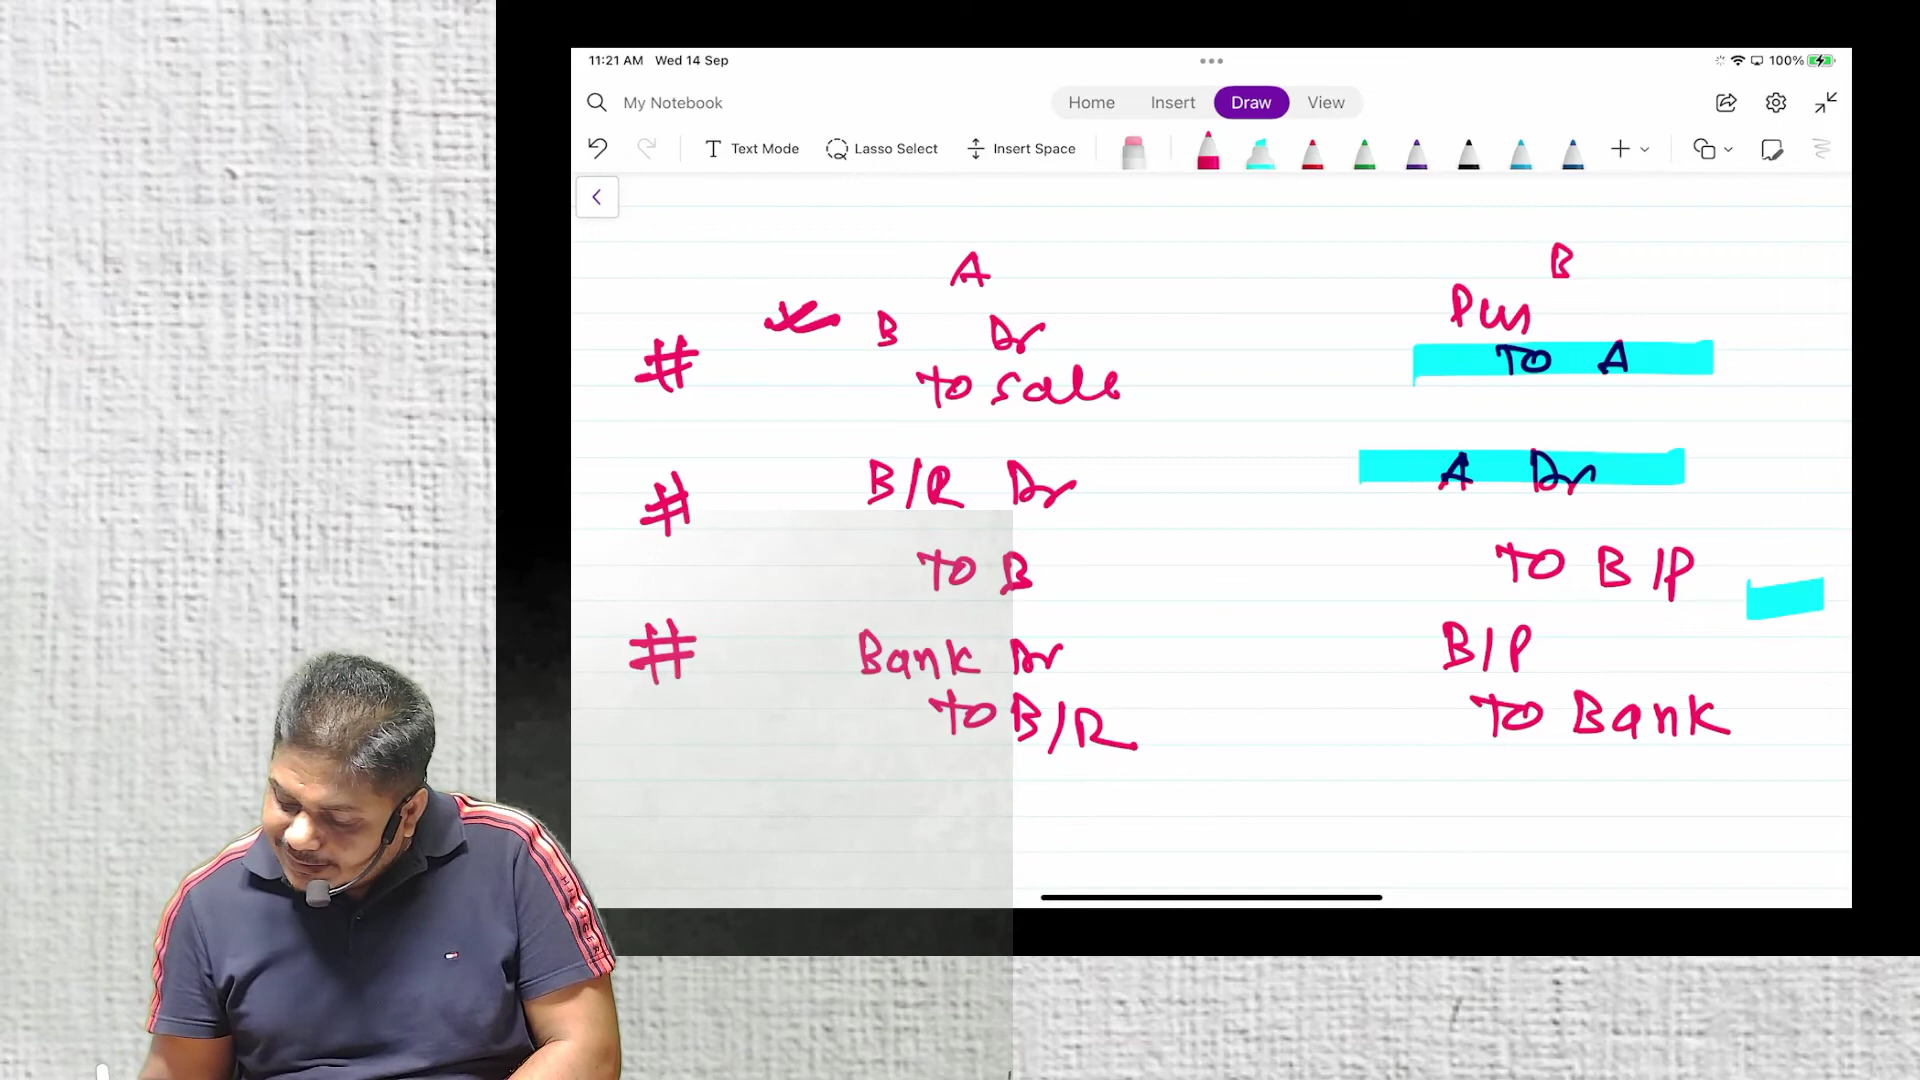 11:21 AM Wed 14 Sep
100%
My Notebook
Home Insert Draw View
Text Mode Lasso Select Insert Space
A
B Dr
To Sale
B/R Dr
To B
Bank Dr
To B/R
B
Pur
To A
A Dr
To B/P
B/P
To Bank